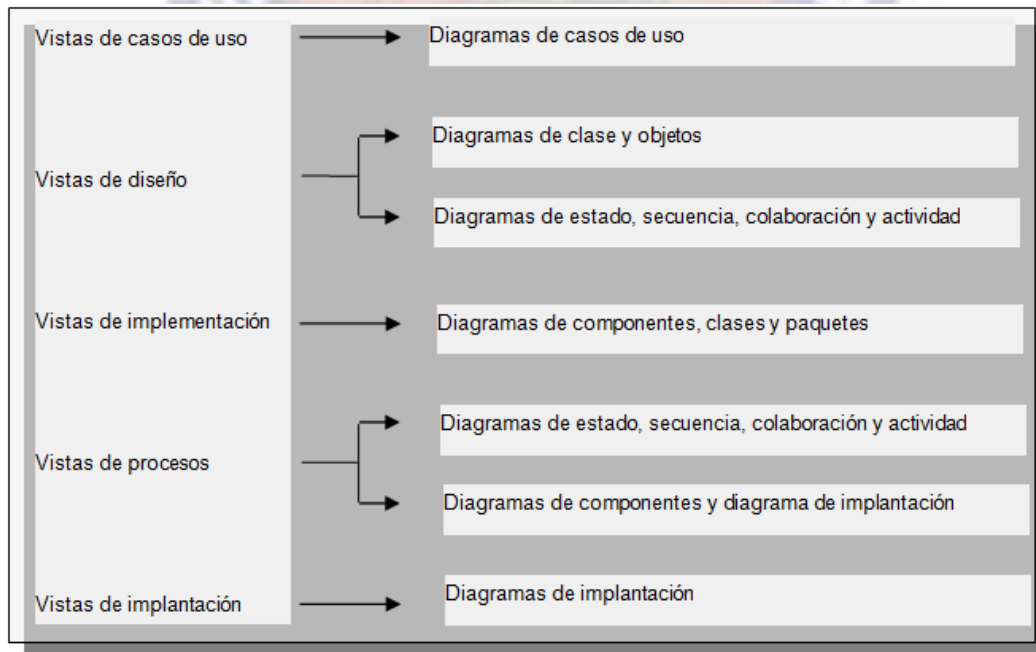 Vistas de casos de uso
Diagramas de casos de uso
Vistas de diseño
Diagramas de clase y objetos
Diagramas de estado, secuencia, colaboración y actividad
Vistas de implementación
Diagramas de componentes, clases y paquetes
Vistas de procesos
Diagramas de estado, secuencia, colaboración y actividad
Diagramas de componentes y diagrama de implantación
Vistas de implantación
Diagramas de implantación